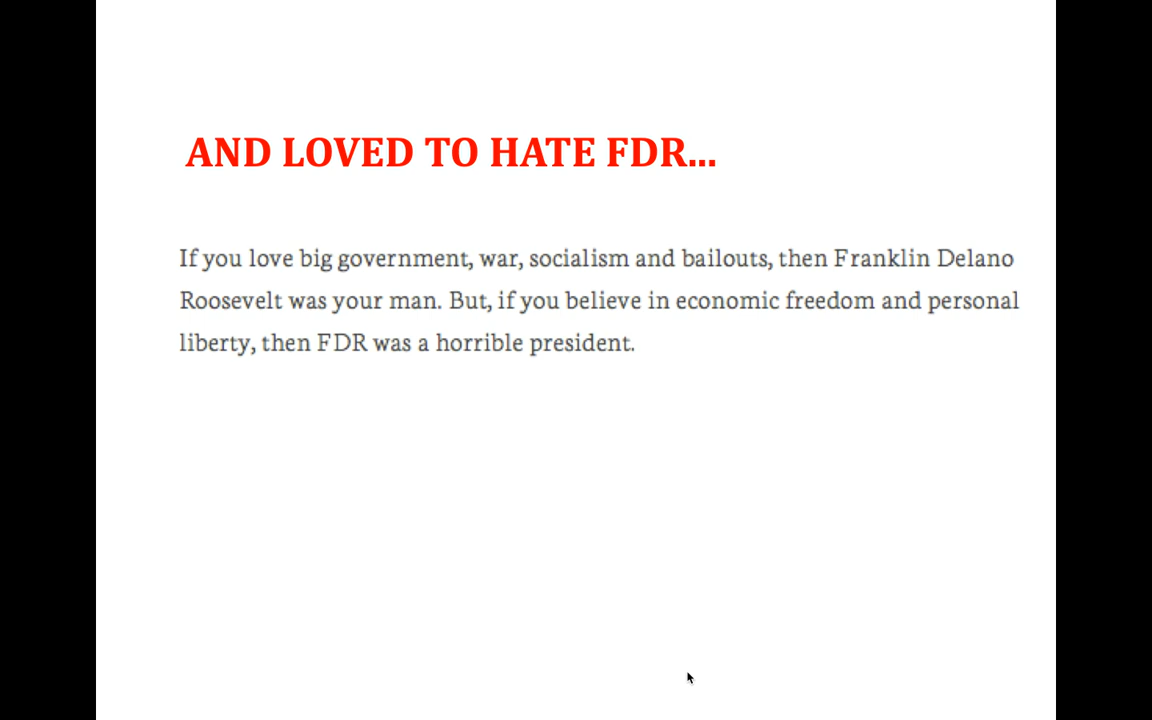 AND LOVED TO HATE FDR...
If you love big government, war, socialism and bailouts, then Franklin Delano
Roosevelt was your man. But, if you believe in economic freedom and personal
liberty, then FDR was a horrible president.